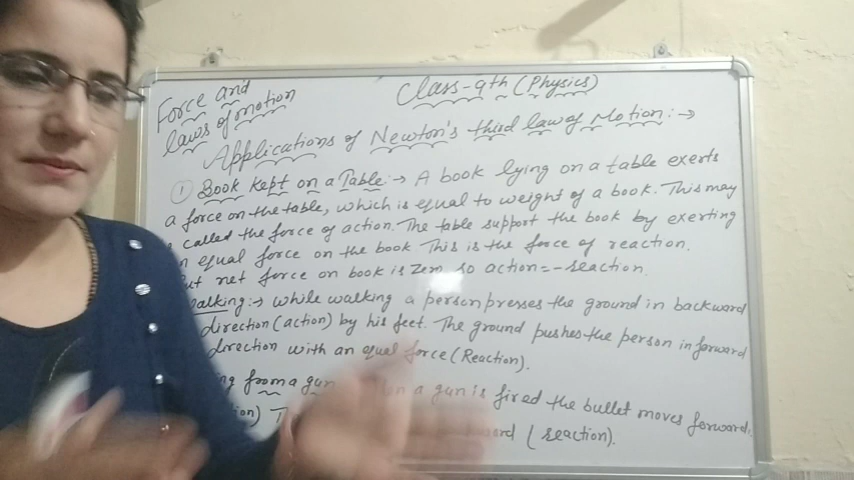 Force and
laws of motion
Class-9th (Physics)
Applications of Newton's third law of Motion:→
① Book kept on a Table:→ A book lying on a table exerts
a force on the table, which is equal to weight of a book. This may
called the force of action. The table support the book by exerting
equal force on the book This is the force of reaction.
net force on book is zero so action=-reaction.
:→ while walking a person presses the ground in backward
direction (action) by his feet. The ground pushes the person in forward
direction with an equal force (Reaction).
from a gun a gun is fired the bullet moves forward.
(reaction).